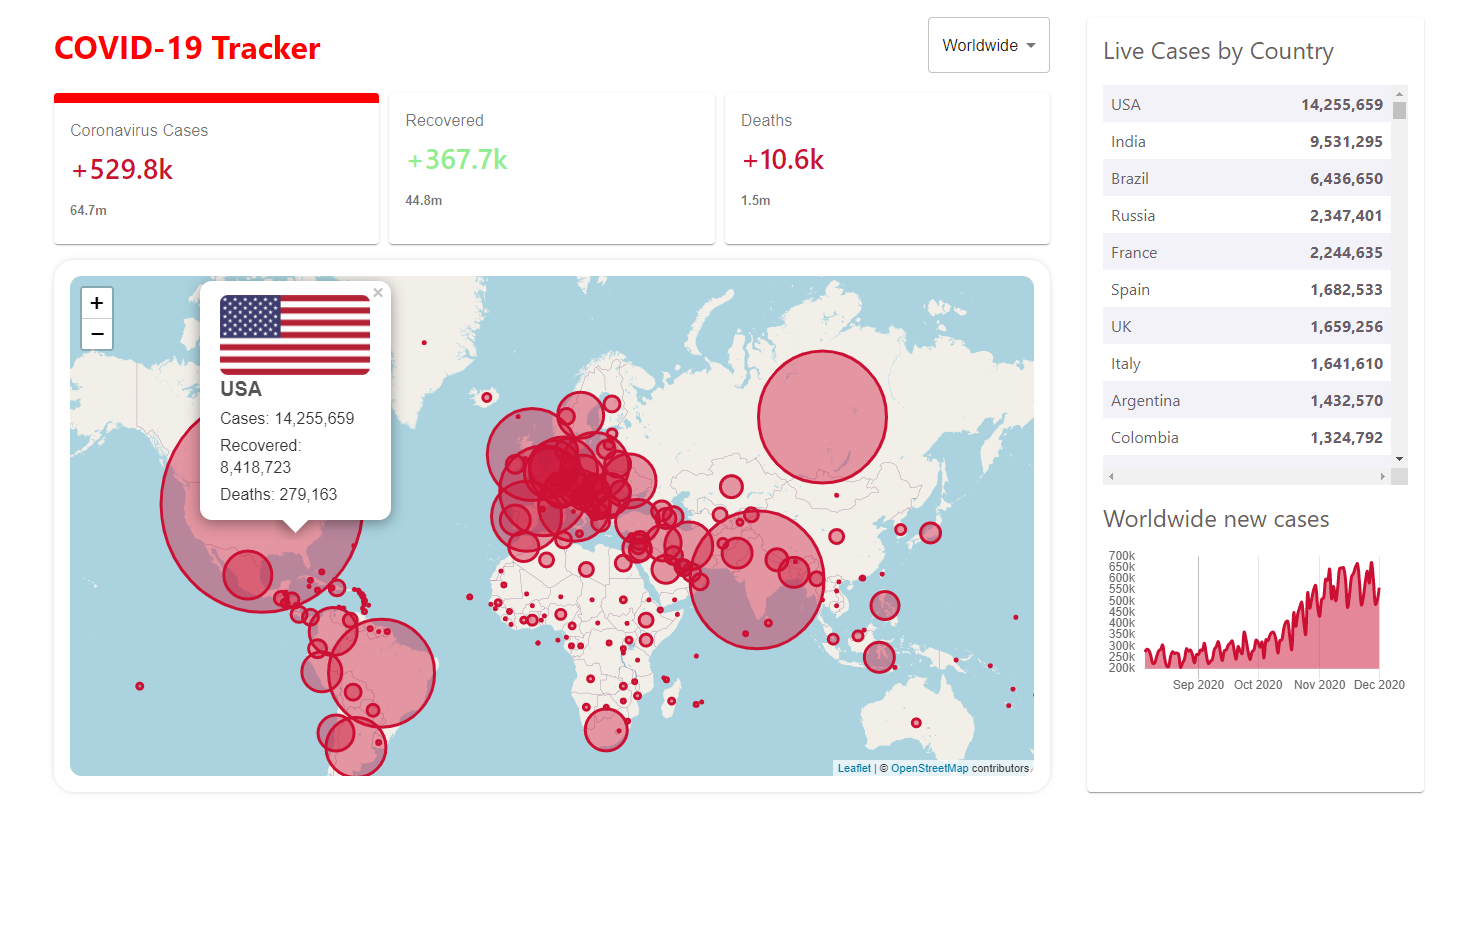 COVID-19 Tracker
Worldwide
Coronavirus Cases
+529.8k
64.7m
Recovered
+367.7k
44.8m
Deaths
+10.6k
1.5m
+
−
×
USA
Cases: 14,255,659
Recovered:
8,418,723
Deaths: 279,163
Leaflet | © OpenStreetMap contributors
Live Cases by Country
USA 14,255,659
India 9,531,295
Brazil 6,436,650
Russia 2,347,401
France 2,244,635
Spain 1,682,533
UK 1,659,256
Italy 1,641,610
Argentina 1,432,570
Colombia 1,324,792
Worldwide new cases
700k
650k
600k
550k
500k
450k
400k
350k
300k
250k
200k
Sep 2020 Oct 2020 Nov 2020 Dec 2020